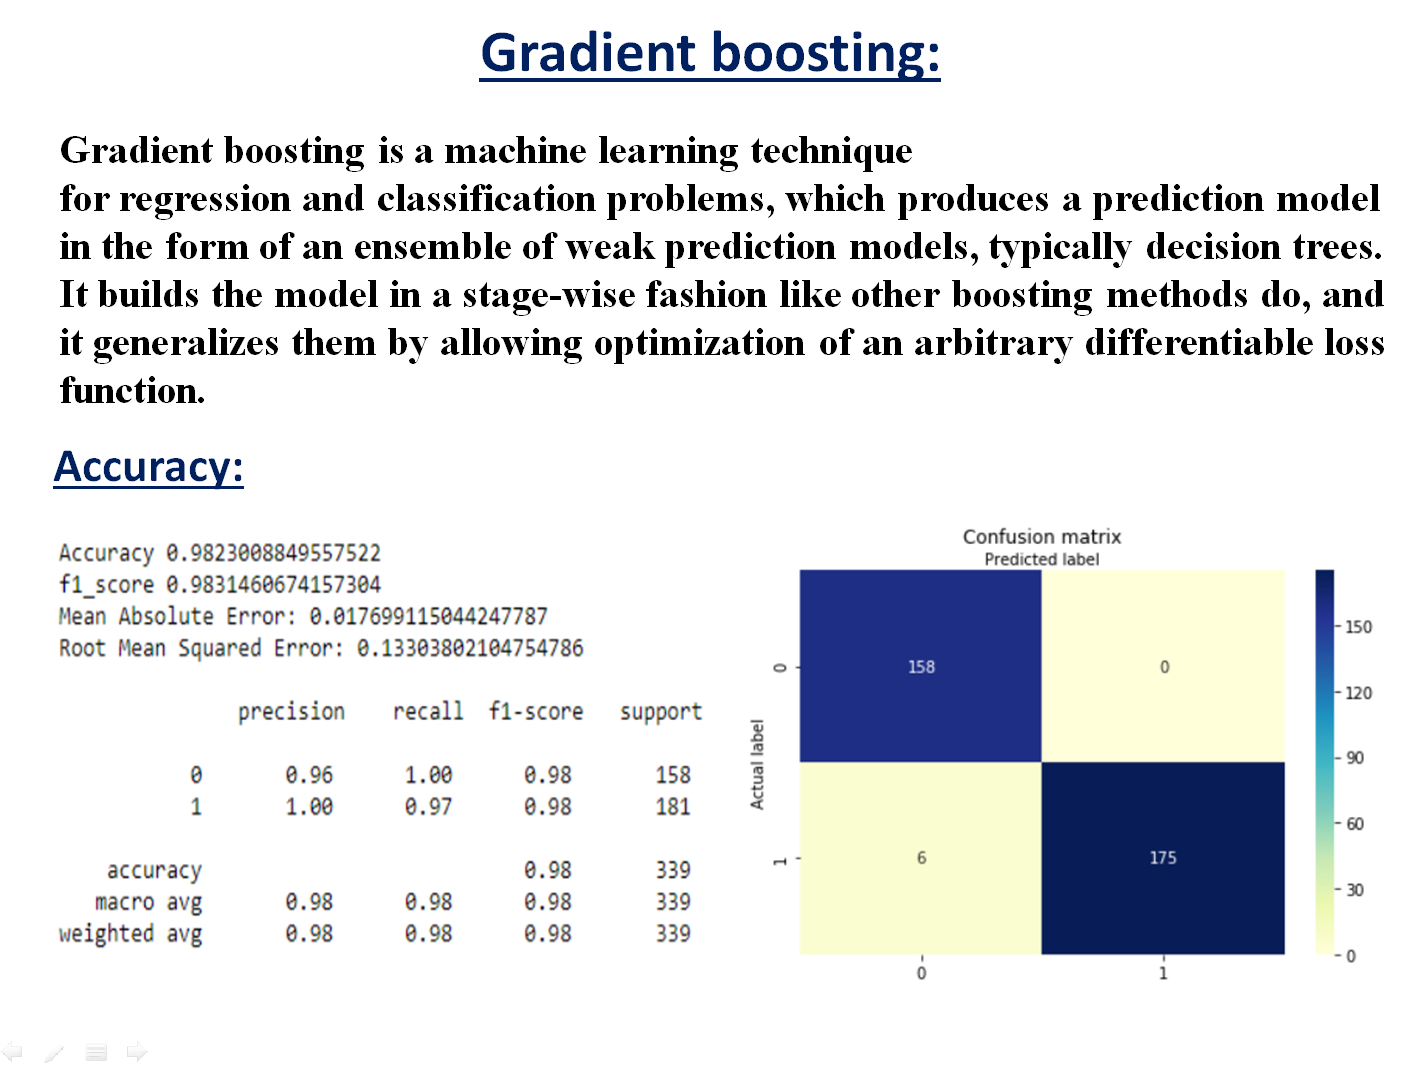 Gradient boosting:
Gradient boosting is a machine learning technique
for regression and classification problems, which produces a prediction model
in the form of an ensemble of weak prediction models, typically decision trees.
It builds the model in a stage-wise fashion like other boosting methods do, and
it generalizes them by allowing optimization of an arbitrary differentiable loss
function.
Accuracy:
Accuracy 0.9823008849557522
f1_score 0.9831460674157304
Mean Absolute Error: 0.017699115044247787
Root Mean Squared Error: 0.13303802104754786
precision recall f1-score support
0 0.96 1.00 0.98 158
1 1.00 0.97 0.98 181
accuracy 0.98 339
macro avg 0.98 0.98 0.98 339
weighted avg 0.98 0.98 0.98 339
Confusion matrix
Predicted label
Actual label
0
158 0
1
6 175
0 1
150
120
90
60
30
0